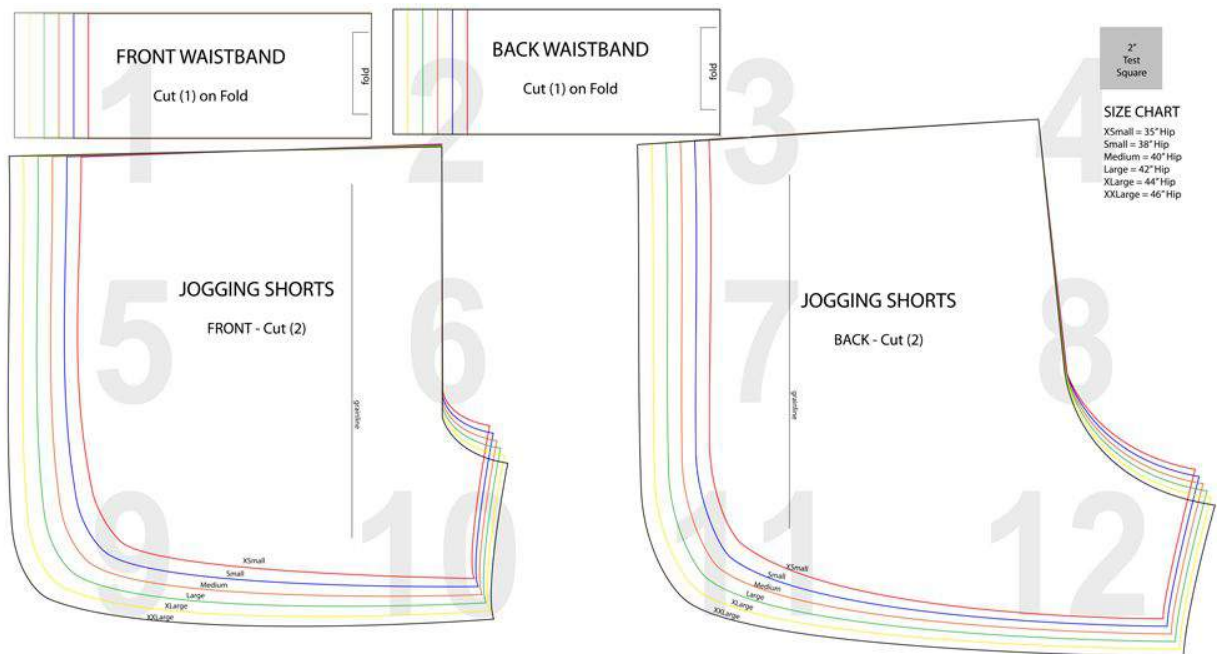 FRONT WAISTBAND
Cut (1) on Fold
fold
1
BACK WAISTBAND
Cut (1) on Fold
fold
2
3
4
2"
Test
Square
SIZE CHART
XSmall = 35" Hip
Small = 38" Hip
Medium = 40" Hip
Large = 42" Hip
XLarge = 44" Hip
XXLarge = 46" Hip
JOGGING SHORTS
FRONT - Cut (2)
grainline
5
6
JOGGING SHORTS
BACK - Cut (2)
grainline
7
8
9
10
XSmall
Small
Medium
Large
XLarge
XXLarge
11
12
XSmall
Small
Medium
Large
XLarge
XXLarge